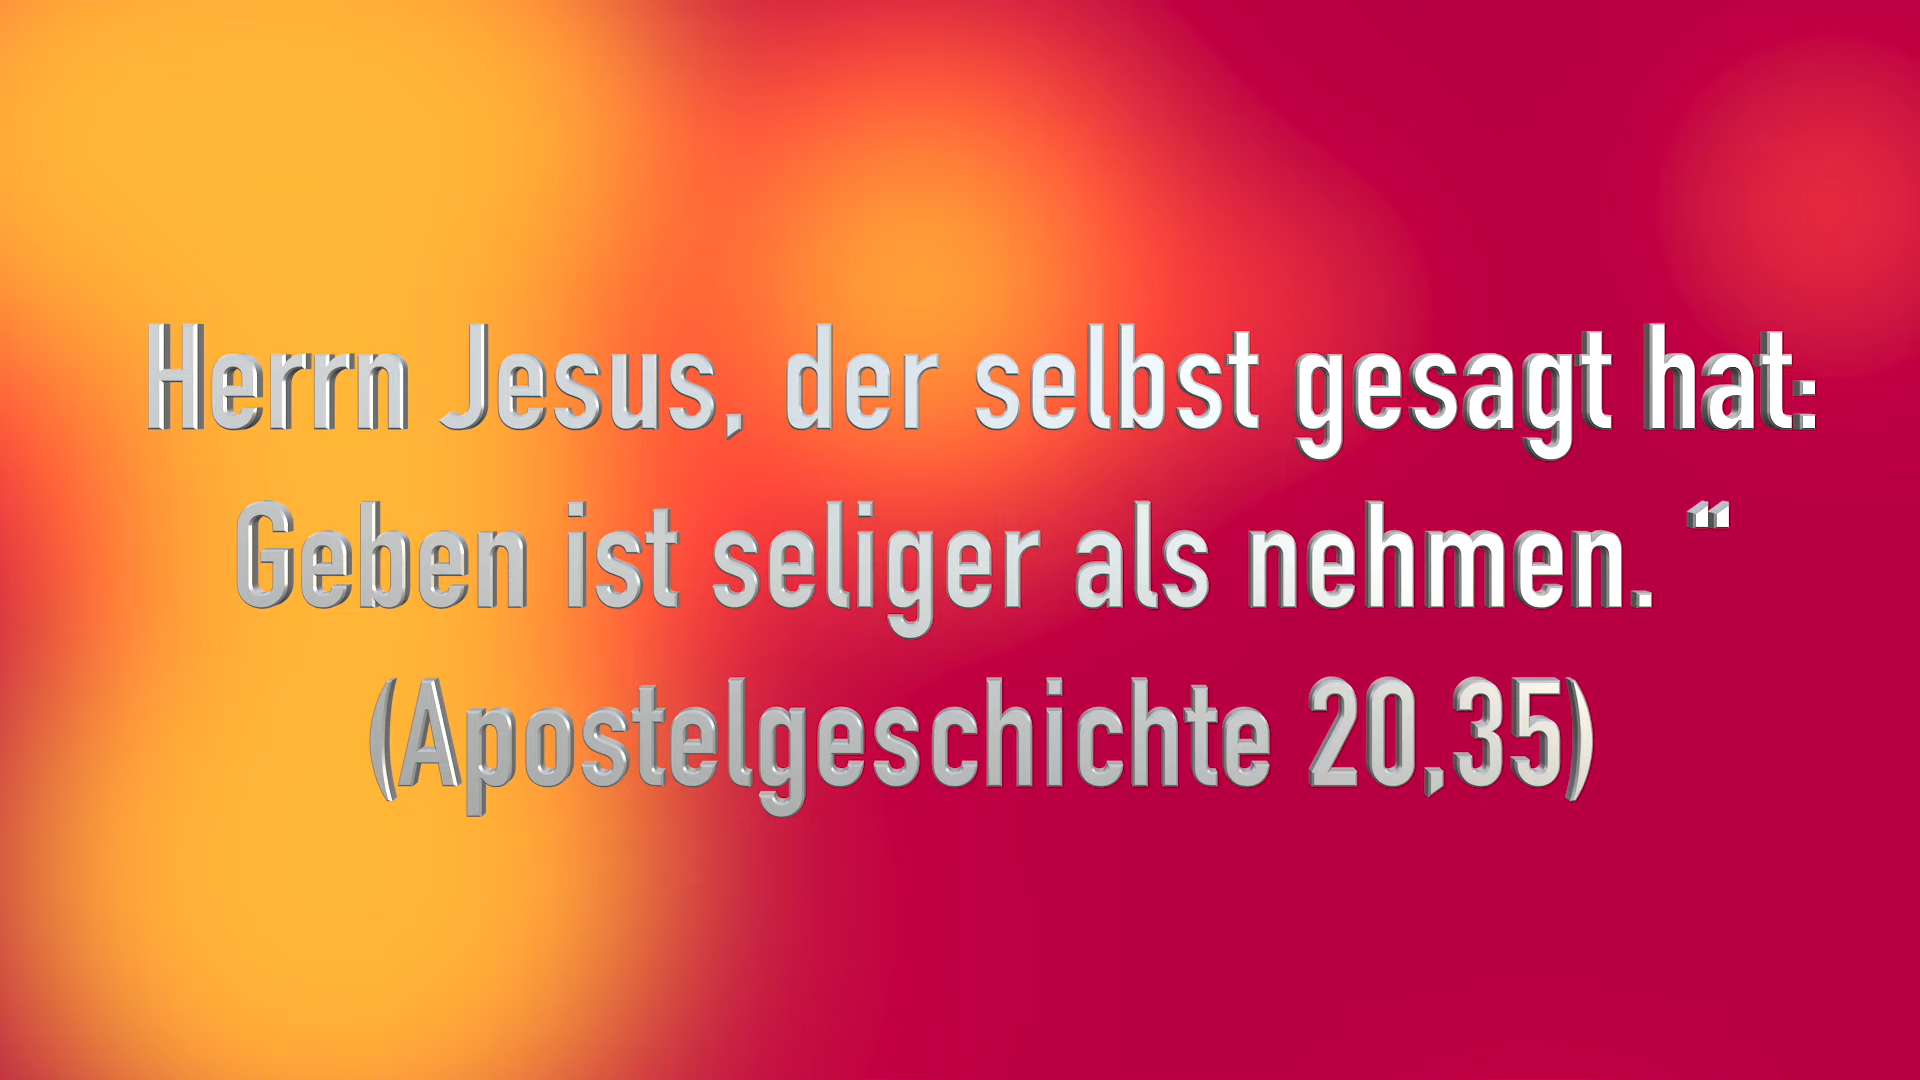 Herrn Jesus, der selbst gesagt hat:
Geben ist seliger als nehmen. “
(Apostelgeschichte 20,35)